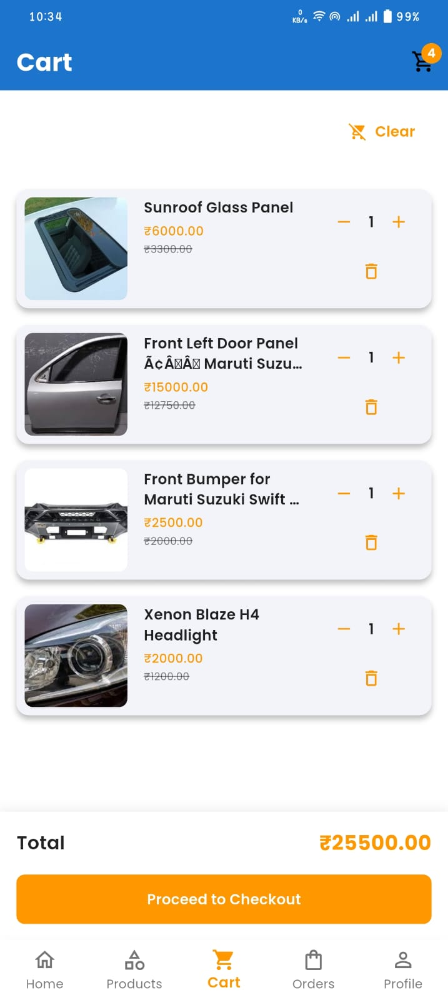 10:34
0
KB/s
99%
Cart
4
Clear
Sunroof Glass Panel
₹6000.00
₹3300.00
1
Front Left Door Panel
Ã¢Â Â Maruti Suzu...
₹15000.00
₹12750.00
1
OVERLAND
Front Bumper for
Maruti Suzuki Swift ...
₹2500.00
₹2000.00
1
Xenon Blaze H4
Headlight
₹2000.00
₹1200.00
1
Total
₹25500.00
Proceed to Checkout
Home
Products
Cart
Orders
Profile